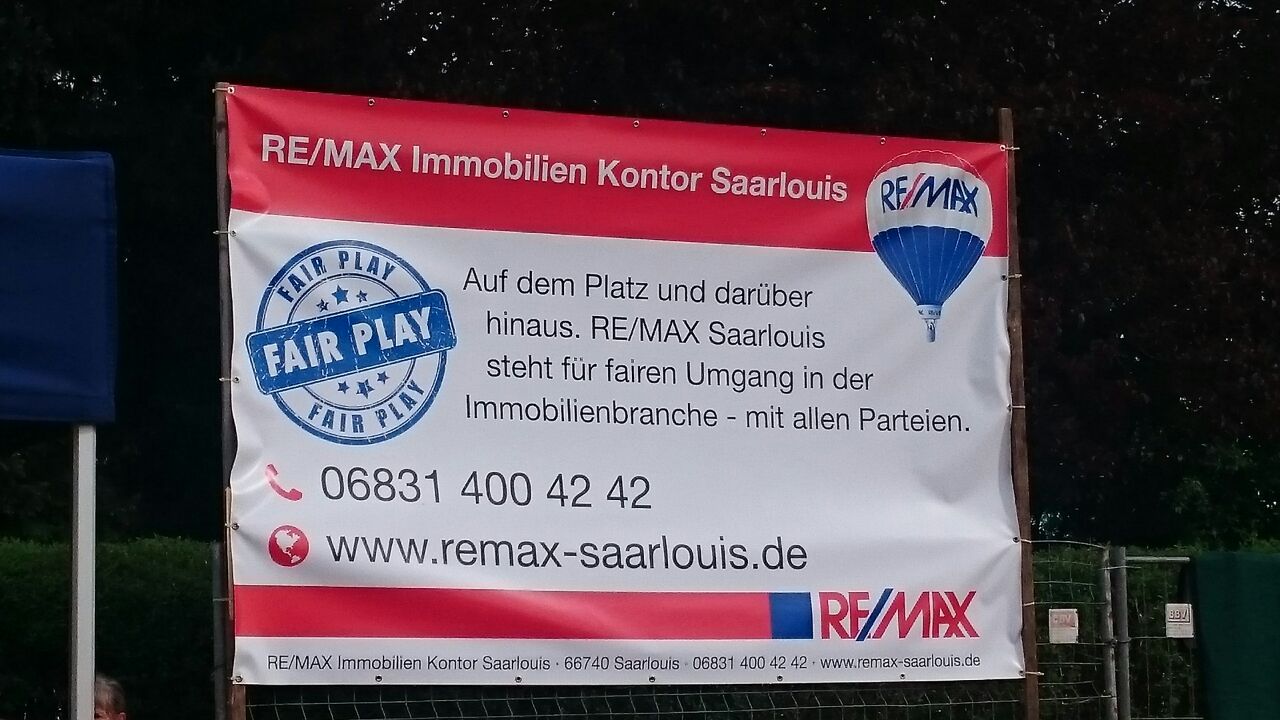 RE/MAX Immobilien Kontor Saarlouis
RE/MAX
FAIR PLAY
FAIR PLAY
FAIR PLAY
Auf dem Platz und darüber
hinaus. RE/MAX Saarlouis
steht für fairen Umgang in der
Immobilienbranche - mit allen Parteien.
06831 400 42 42
www.remax-saarlouis.de
RE/MAX
RE/MAX Immobilien Kontor Saarlouis · 66740 Saarlouis · 06831 400 42 42 · www.remax-saarlouis.de
BBV